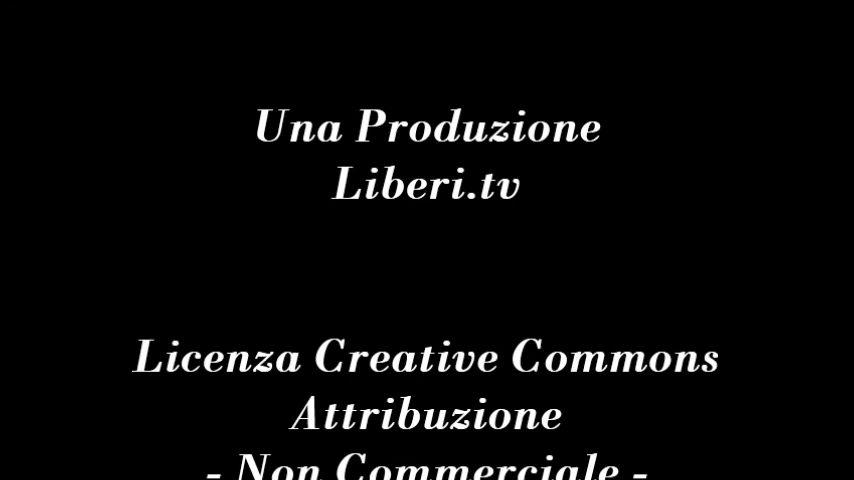 Una Produzione
Liberi.tv
Licenza Creative Commons
Attribuzione
- Non Commerciale -